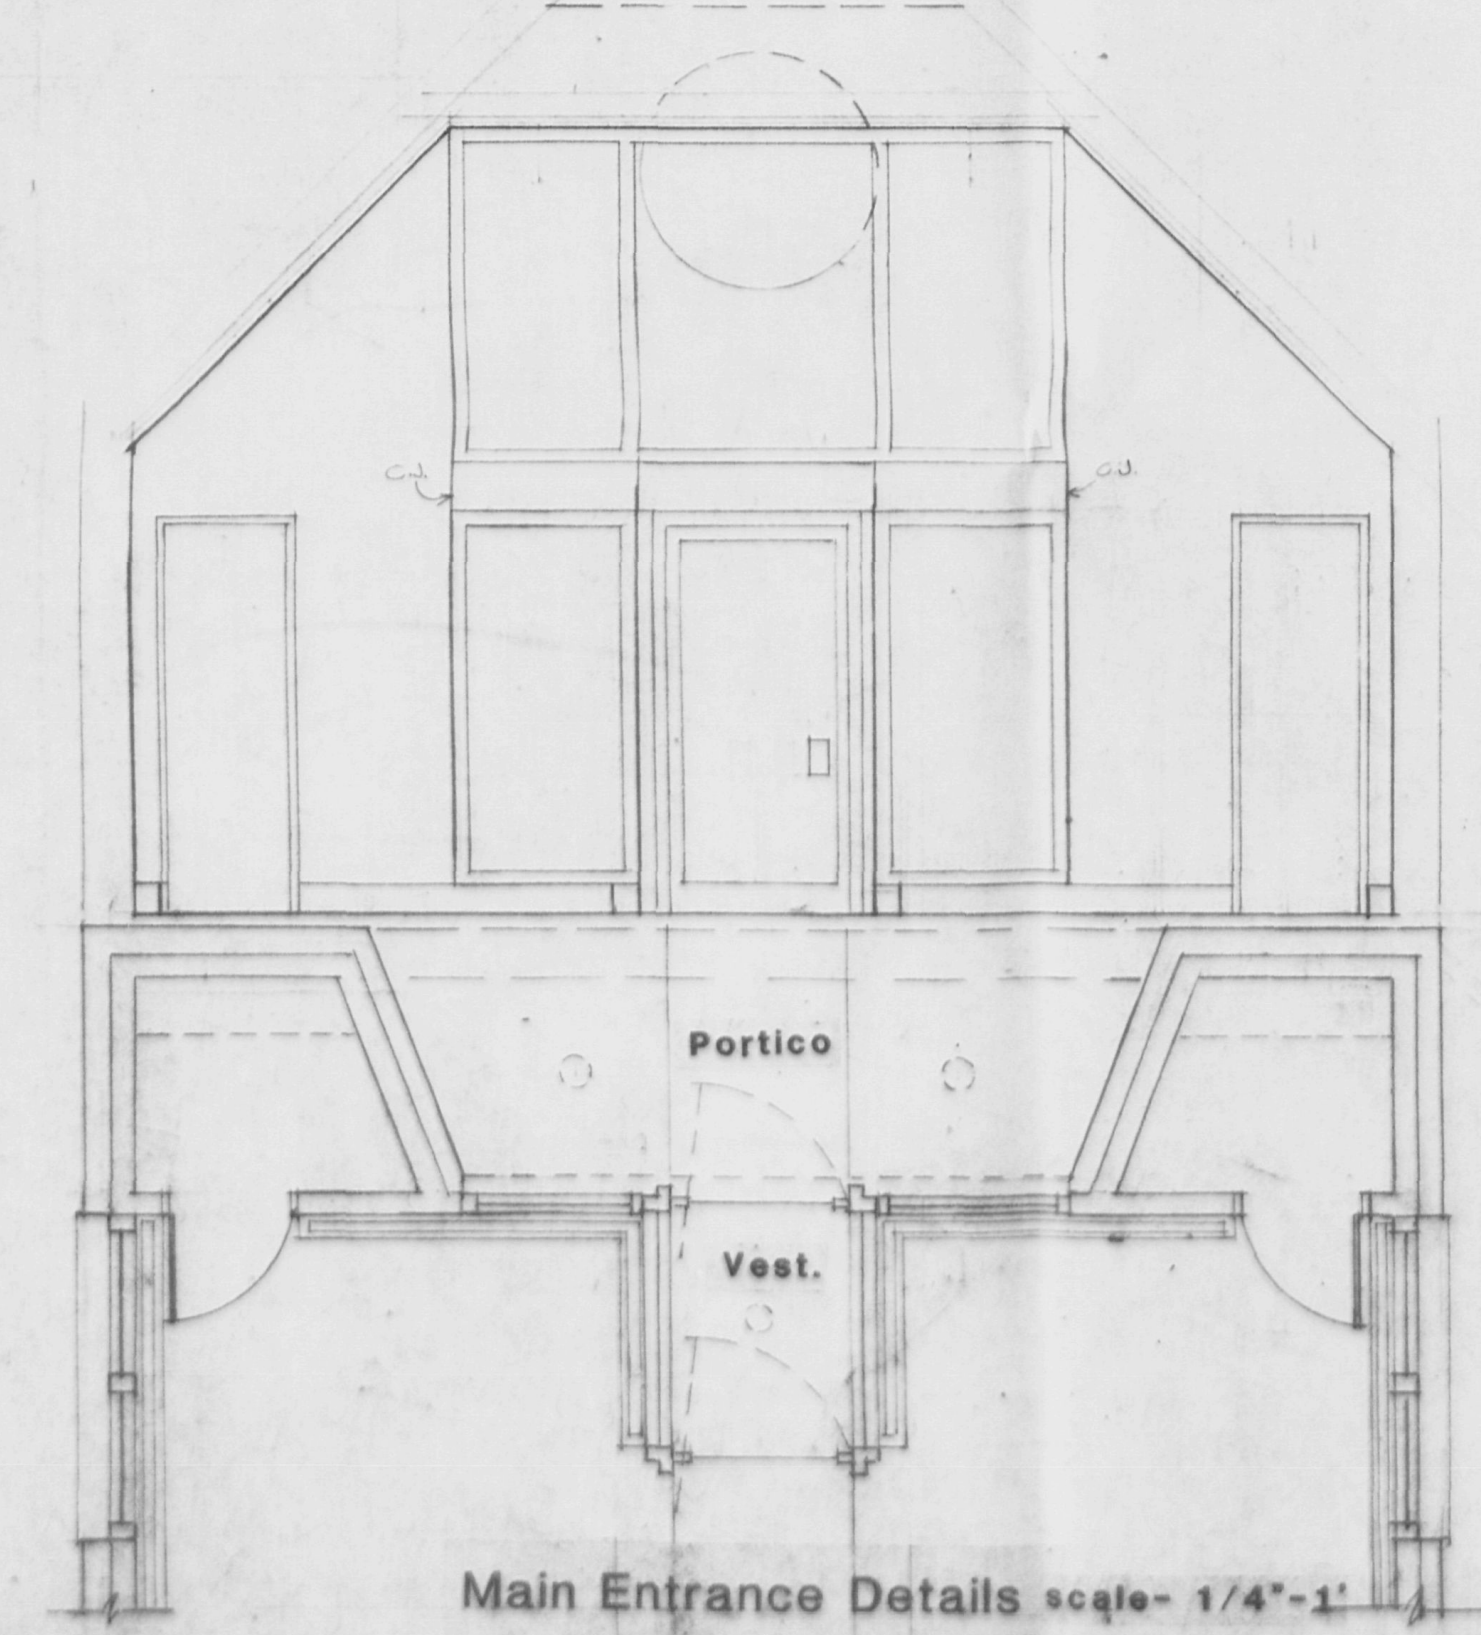 C.J.
C.J.
Portico
Vest.
Main Entrance Details scale- 1/4"-1'